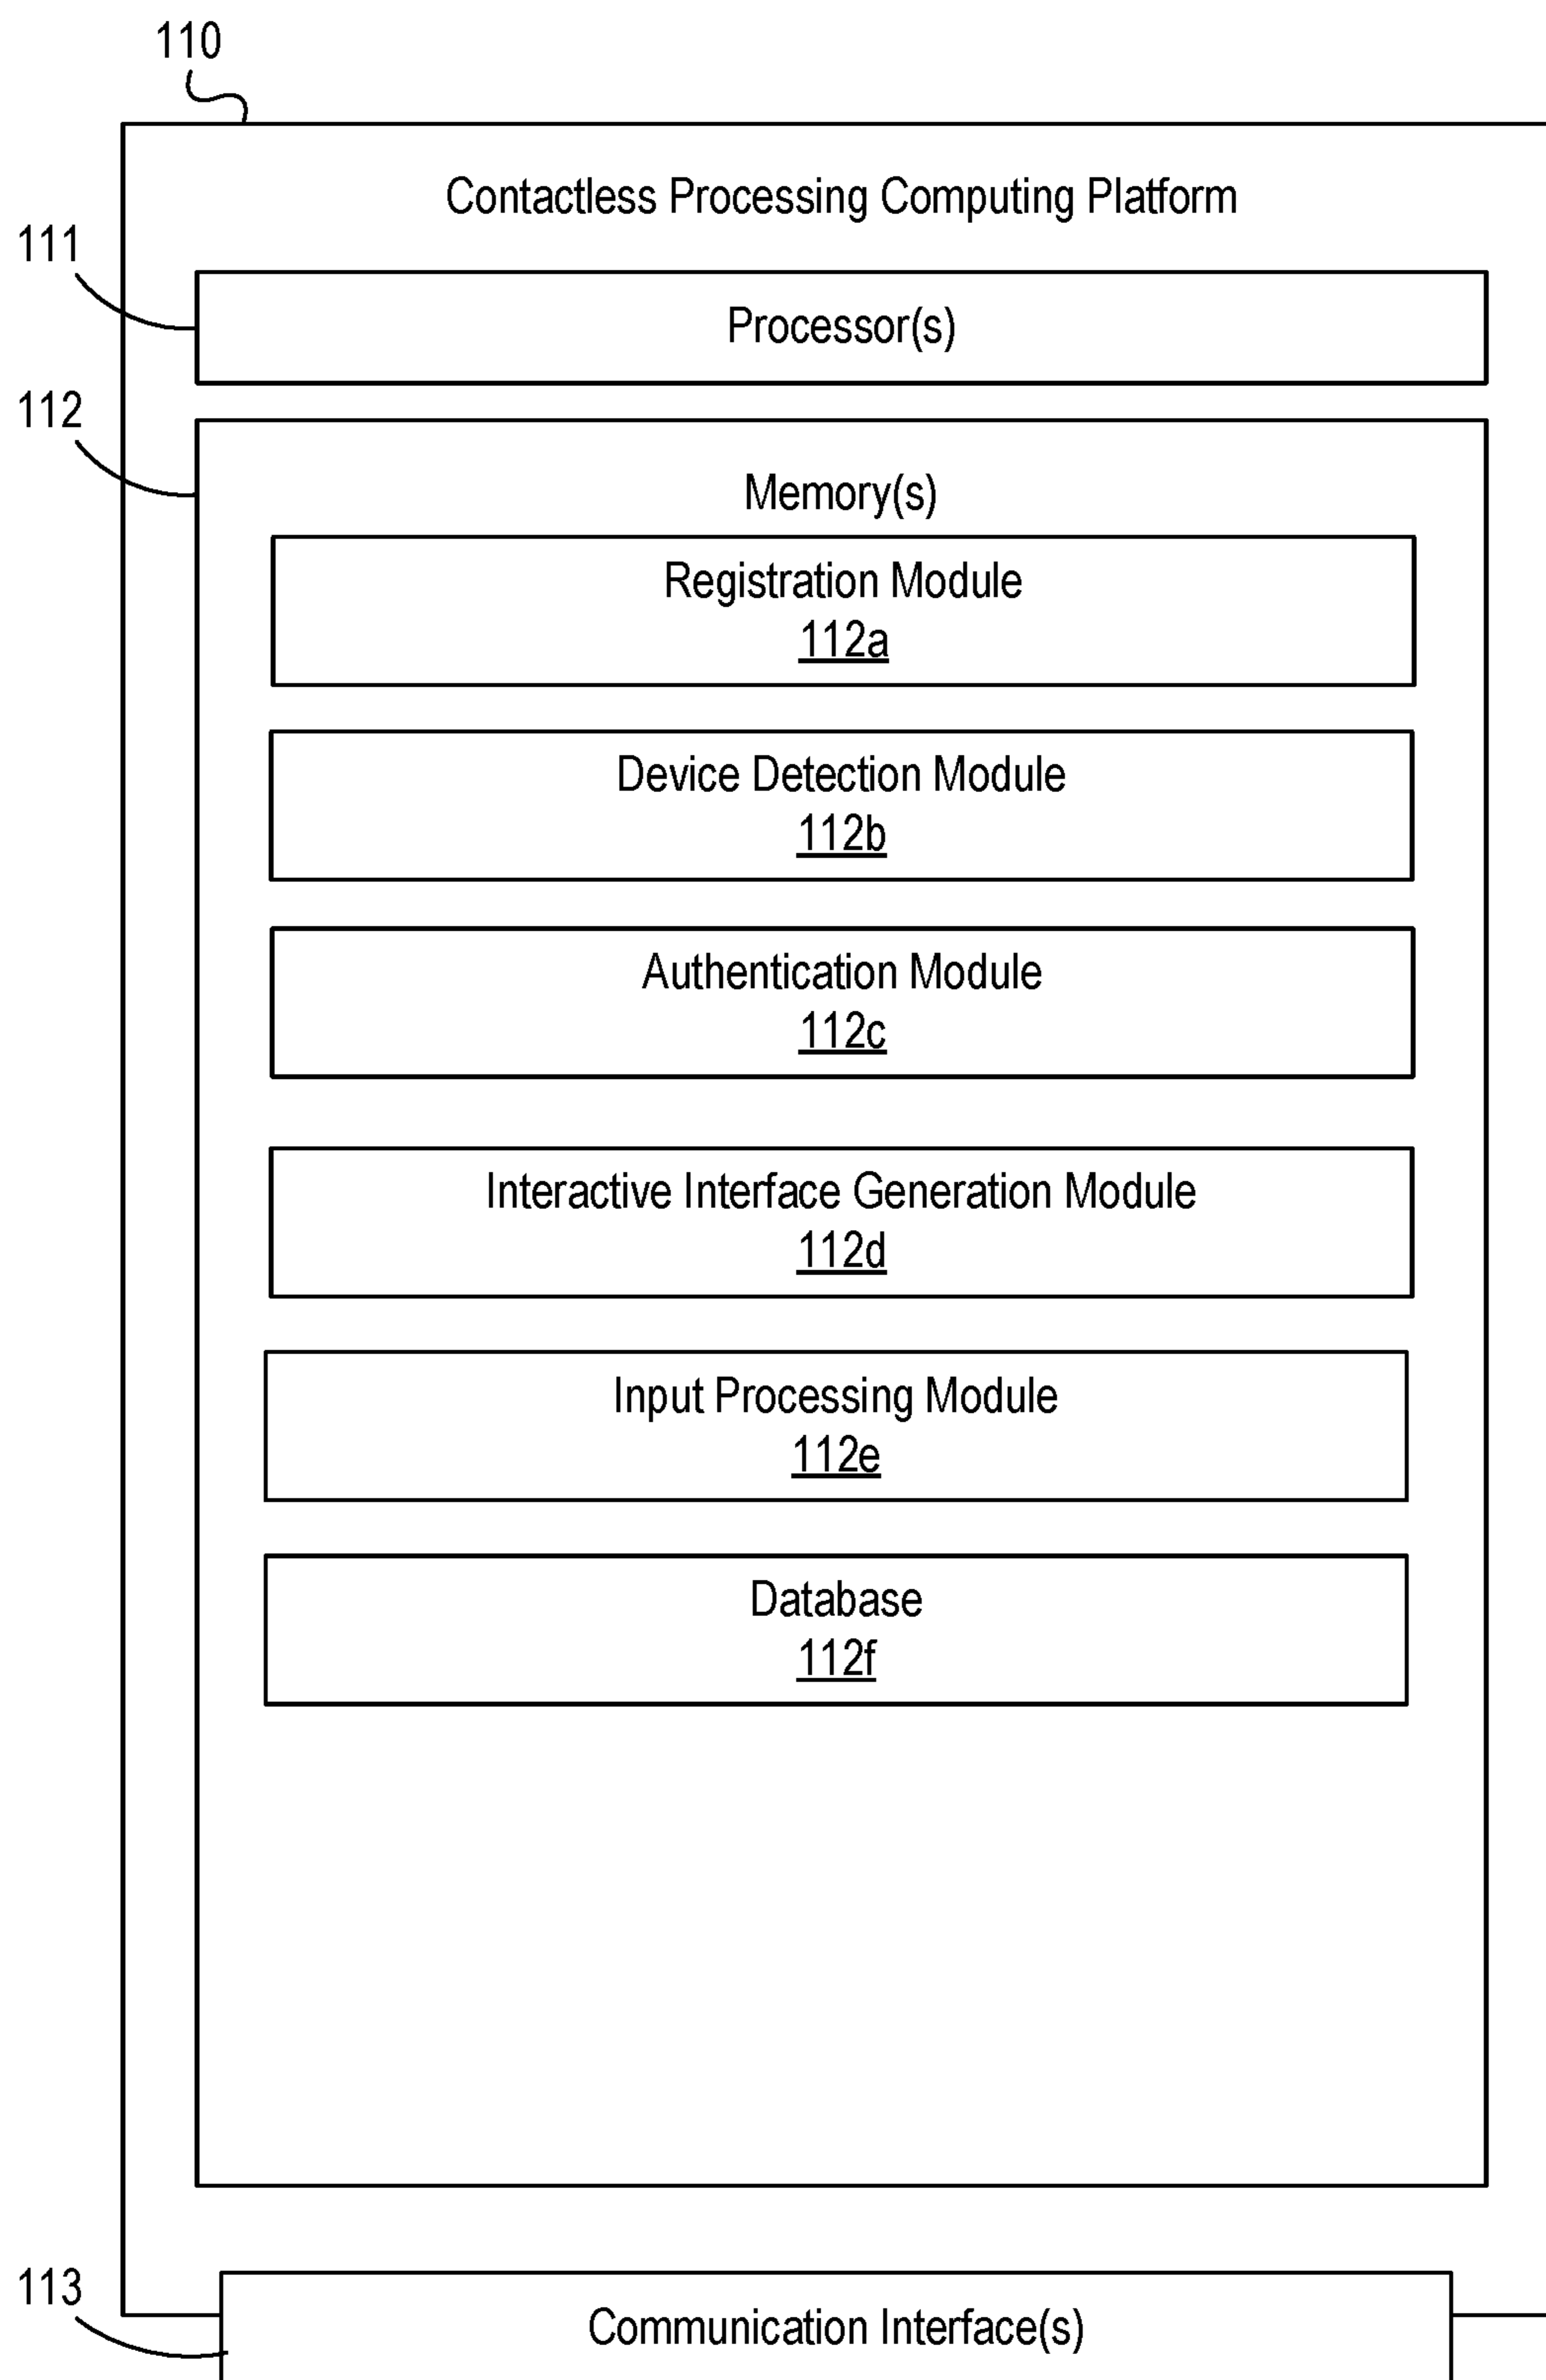 110
Contactless Processing Computing Platform
111
Processor(s)
112
Memory(s)
Registration Module
112a
Device Detection Module
112b
Authentication Module
112c
Interactive Interface Generation Module
112d
Input Processing Module
112e
Database
112f
113
Communication Interface(s)